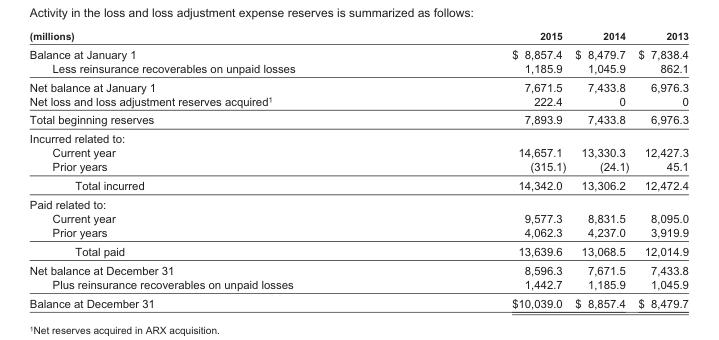 Activity in the loss and loss adjustment expense reserves is summarized as follows:
(millions) 2015 2014 2013
Balance at January 1 $ 8,857.4 $ 8,479.7 $ 7,838.4
Less reinsurance recoverables on unpaid losses 1,185.9 1,045.9 862.1
Net balance at January 1 7,671.5 7,433.8 6,976.3
Net loss and loss adjustment reserves acquired¹ 222.4 0 0
Total beginning reserves 7,893.9 7,433.8 6,976.3
Incurred related to:
Current year 14,657.1 13,330.3 12,427.3
Prior years (315.1) (24.1) 45.1
Total incurred 14,342.0 13,306.2 12,472.4
Paid related to:
Current year 9,577.3 8,831.5 8,095.0
Prior years 4,062.3 4,237.0 3,919.9
Total paid 13,639.6 13,068.5 12,014.9
Net balance at December 31 8,596.3 7,671.5 7,433.8
Plus reinsurance recoverables on unpaid losses 1,442.7 1,185.9 1,045.9
Balance at December 31 $10,039.0 $ 8,857.4 $ 8,479.7
¹Net reserves acquired in ARX acquisition.